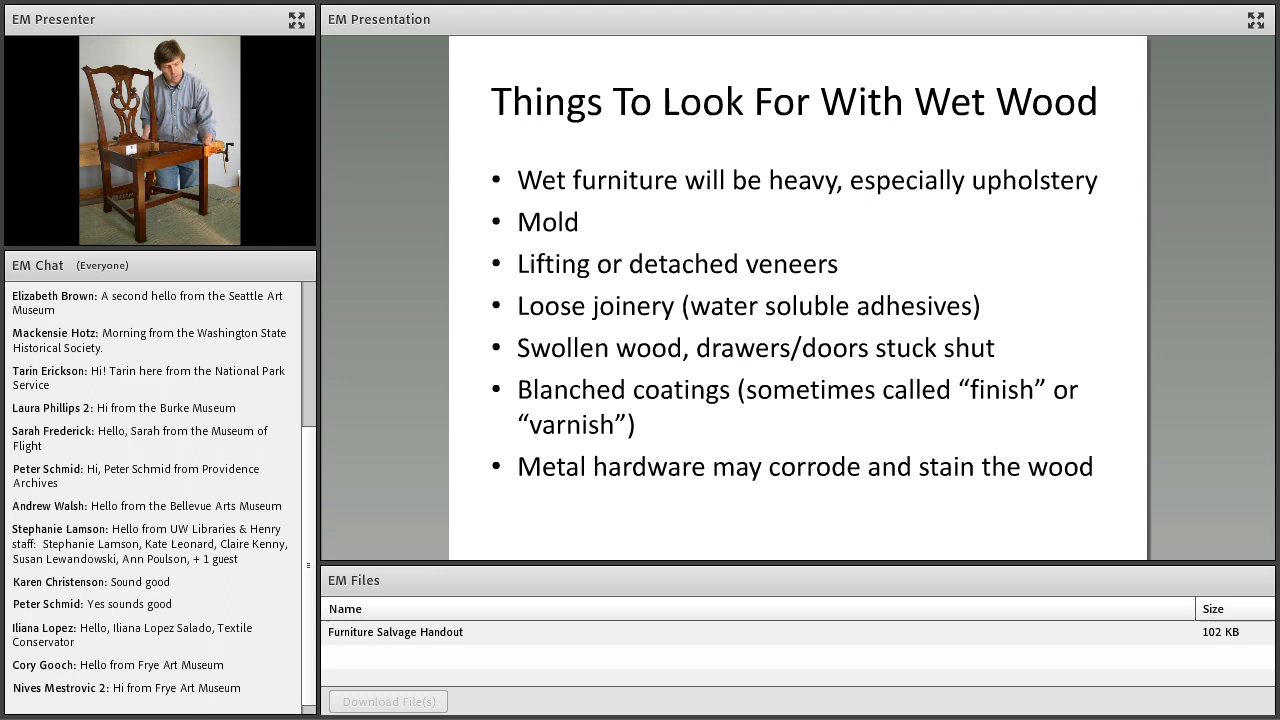 EM Presenter
EM Presentation
Things To Look For With Wet Wood
• Wet furniture will be heavy, especially upholstery
• Mold
• Lifting or detached veneers
• Loose joinery (water soluble adhesives)
• Swollen wood, drawers/doors stuck shut
• Blanched coatings (sometimes called “finish” or
“varnish”)
• Metal hardware may corrode and stain the wood
EM Chat (Everyone)
Elizabeth Brown: A second hello from the Seattle Art
Museum
Mackensie Hotz: Morning from the Washington State
Historical Society.
Tarin Erickson: Hi! Tarin here from the National Park
Service
Laura Phillips 2: Hi from the Burke Museum
Sarah Frederick: Hello, Sarah from the Museum of
Flight
Peter Schmid: Hi, Peter Schmid from Providence
Archives
Andrew Walsh: Hello from the Bellevue Arts Museum
Stephanie Lamson: Hello from UW Libraries & Henry
staff: Stephanie Lamson, Kate Leonard, Claire Kenny,
Susan Lewandowski, Ann Poulson, + 1 guest
Karen Christenson: Sound good
Peter Schmid: Yes sounds good
Iliana Lopez: Hello, Iliana Lopez Salado, Textile
Conservator
Cory Gooch: Hello from Frye Art Museum
Nives Mestrovic 2: Hi from Frye Art Museum
EM Files
Name Size
Furniture Salvage Handout 102 KB
Download File(s)